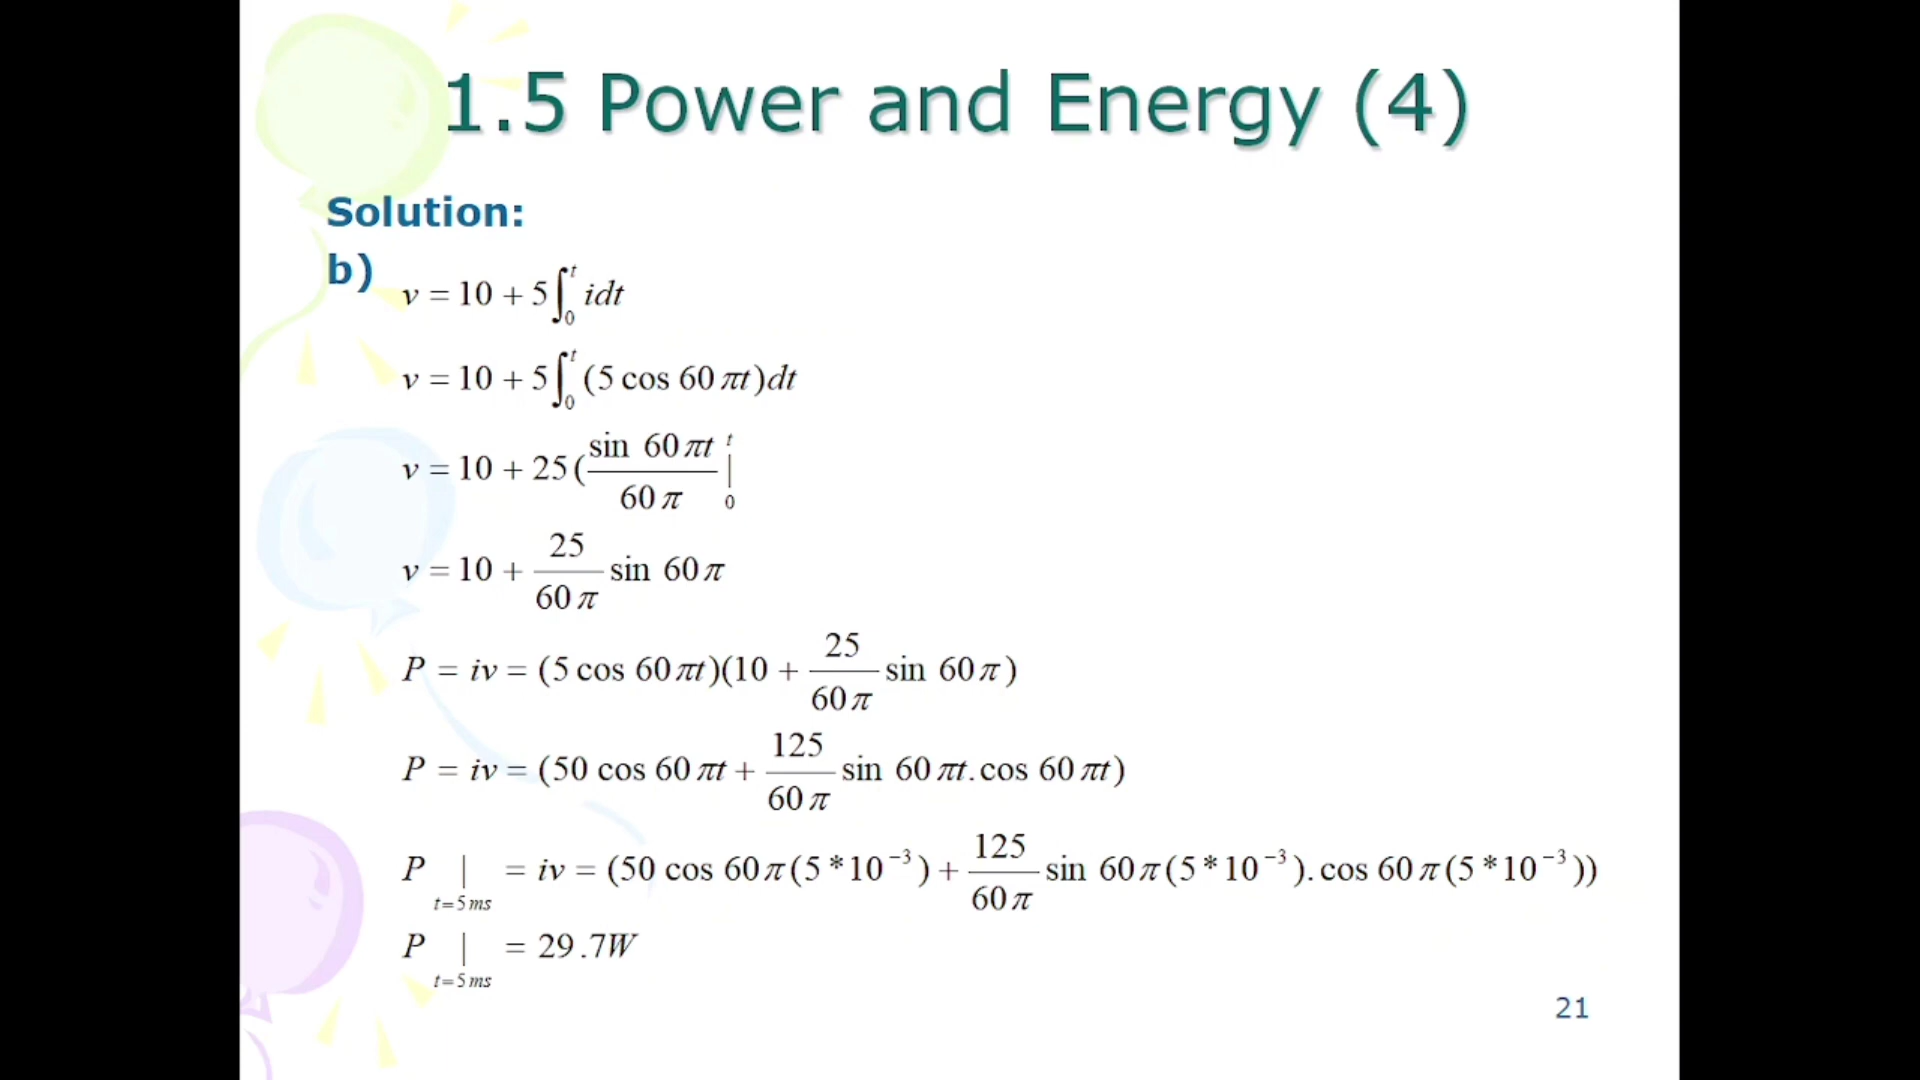 1.5 Power and Energy (4)
Solution:
b)
v = 10 + 5∫₀ᵗ idt
v = 10 + 5∫₀ᵗ (5 cos 60πt)dt
v = 10 + 25( sin 60πt / 60π |₀ᵗ
v = 10 + 25/60π sin 60π
P = iv = (5 cos 60πt)(10 + 25/60π sin 60π)
P = iv = (50 cos 60πt + 125/60π sin 60πt.cos 60πt)
P |t=5ms = iv = (50 cos 60π(5*10⁻³) + 125/60π sin 60π(5*10⁻³).cos 60π(5*10⁻³))
P |t=5ms = 29.7W
21